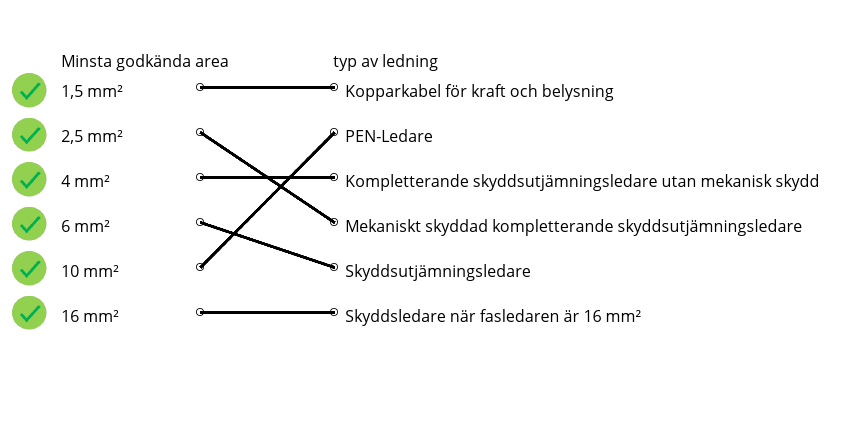 Minsta godkända area typ av ledning
1,5 mm² Kopparkabel för kraft och belysning
2,5 mm² PEN-Ledare
4 mm² Kompletterande skyddsutjämningsledare utan mekanisk skydd
6 mm² Mekaniskt skyddad kompletterande skyddsutjämningsledare
10 mm² Skyddsutjämningsledare
16 mm² Skyddsledare när fasledaren är 16 mm²